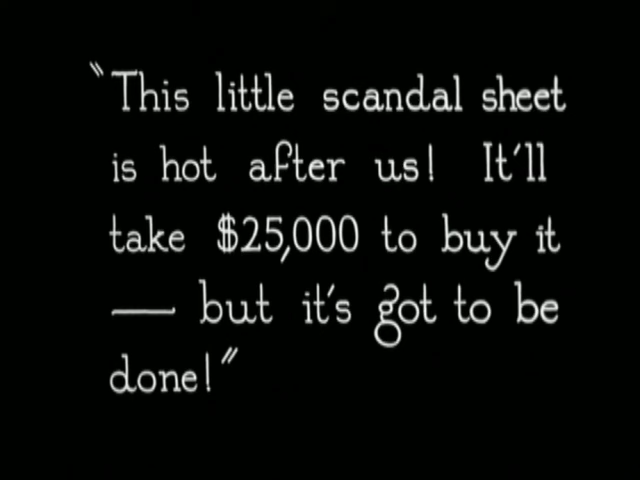 "This little scandal sheet
is hot after us! It'll
take $25,000 to buy it
— but it's got to be
done!"